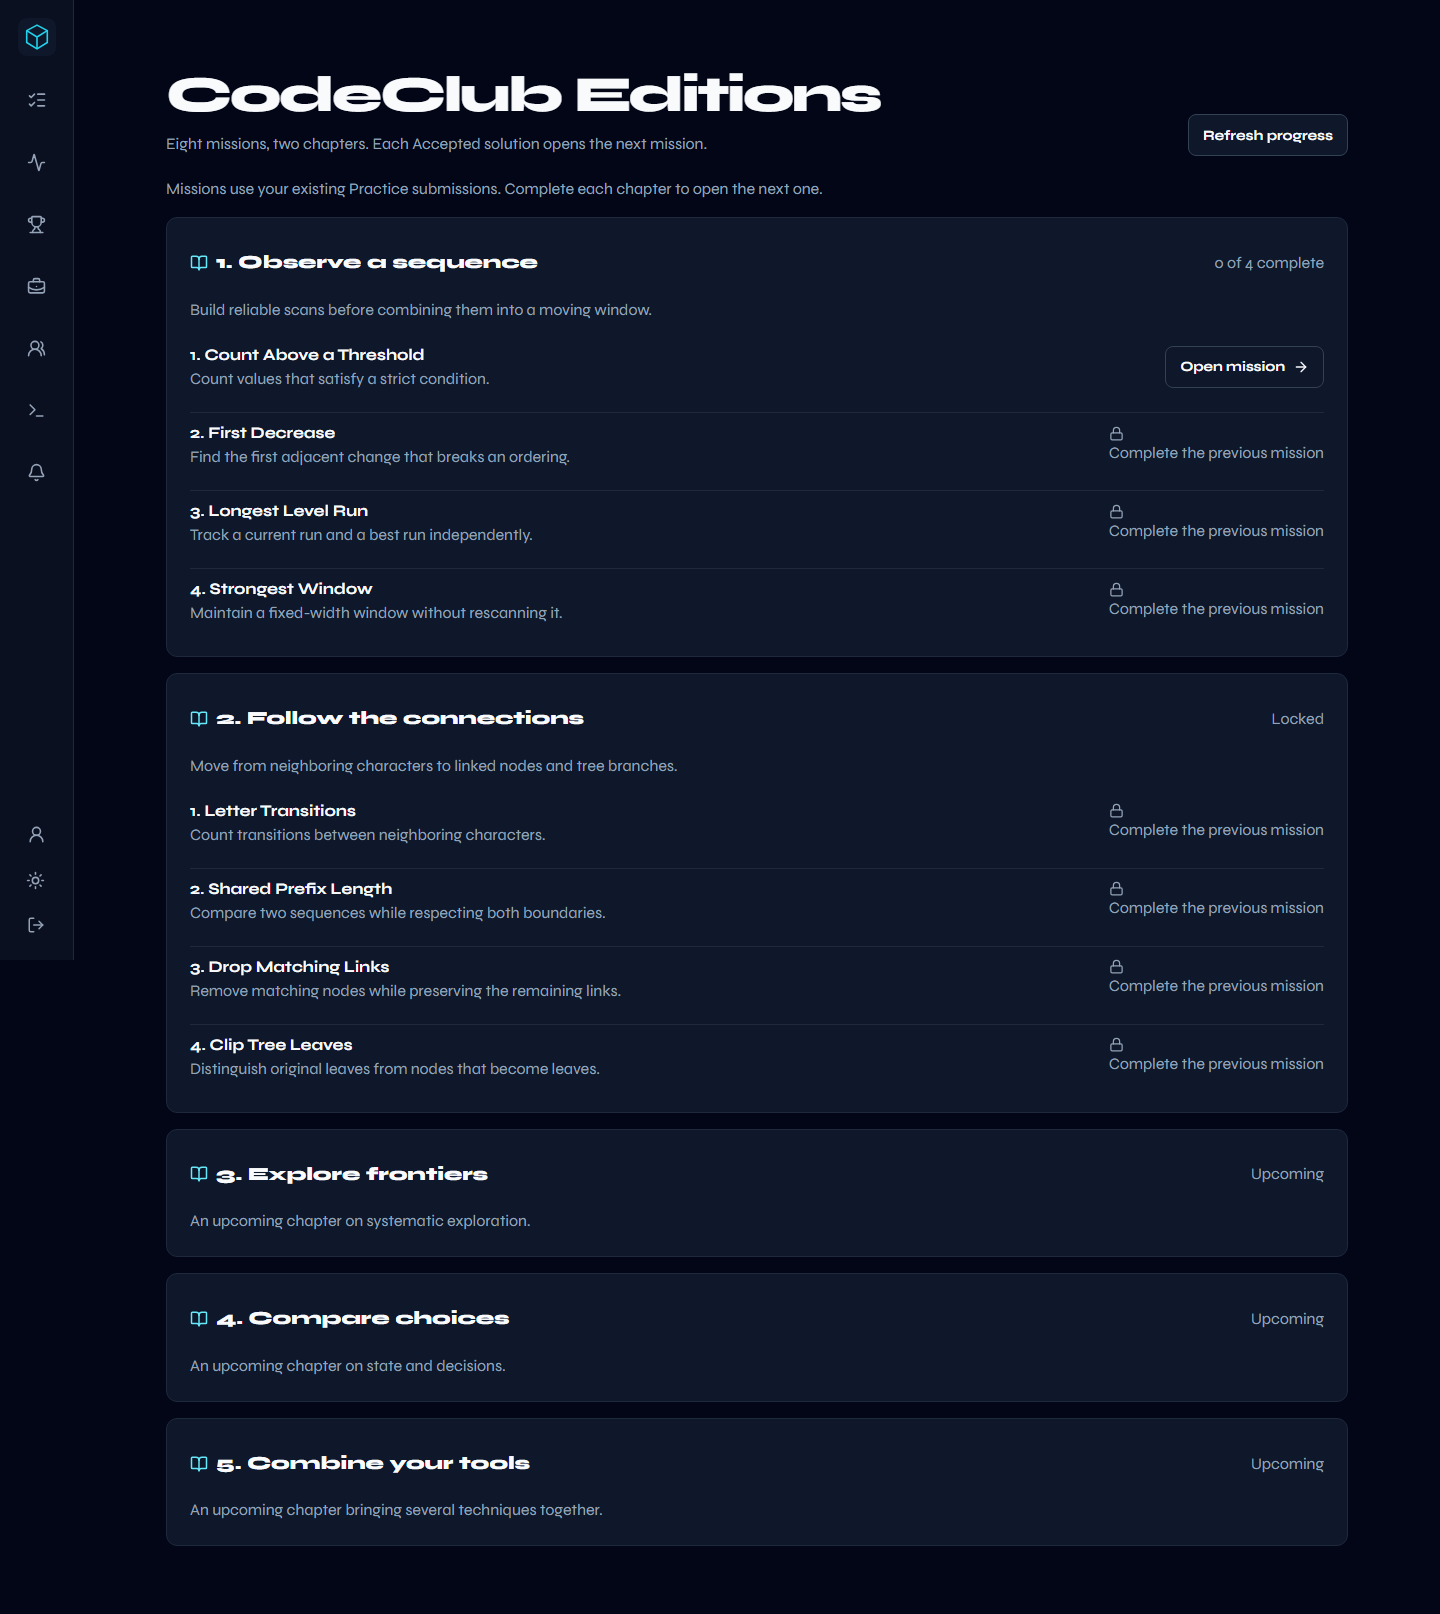 CodeClub Editions
Eight missions, two chapters. Each Accepted solution opens the next mission.
Refresh progress
Missions use your existing Practice submissions. Complete each chapter to open the next one.
1. Observe a sequence
0 of 4 complete
Build reliable scans before combining them into a moving window.
1. Count Above a Threshold
Count values that satisfy a strict condition.
Open mission
2. First Decrease
Find the first adjacent change that breaks an ordering.
Complete the previous mission
3. Longest Level Run
Track a current run and a best run independently.
Complete the previous mission
4. Strongest Window
Maintain a fixed-width window without rescanning it.
Complete the previous mission
2. Follow the connections
Locked
Move from neighboring characters to linked nodes and tree branches.
1. Letter Transitions
Count transitions between neighboring characters.
Complete the previous mission
2. Shared Prefix Length
Compare two sequences while respecting both boundaries.
Complete the previous mission
3. Drop Matching Links
Remove matching nodes while preserving the remaining links.
Complete the previous mission
4. Clip Tree Leaves
Distinguish original leaves from nodes that become leaves.
Complete the previous mission
3. Explore frontiers
Upcoming
An upcoming chapter on systematic exploration.
4. Compare choices
Upcoming
An upcoming chapter on state and decisions.
5. Combine your tools
Upcoming
An upcoming chapter bringing several techniques together.